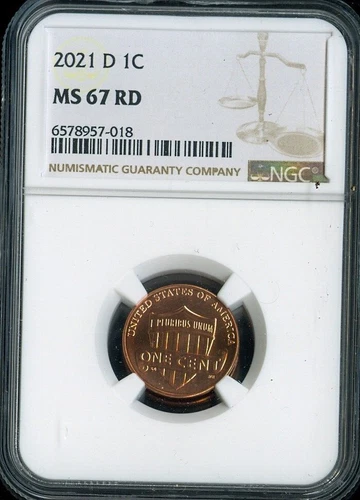 2021 D 1C
MS 67 RD
6578957-018
NUMISMATIC GUARANTY COMPANY
NGC
UNITED STATES OF AMERICA
E PLURIBUS UNUM
ONE CENT